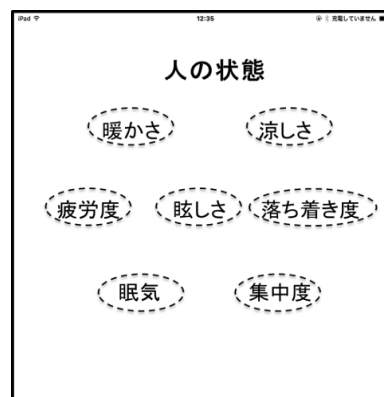 iPad 12:35 充電していません
人の状態
暖かさ 涼しさ
疲労度 眩しさ 落ち着き度
眠気 集中度